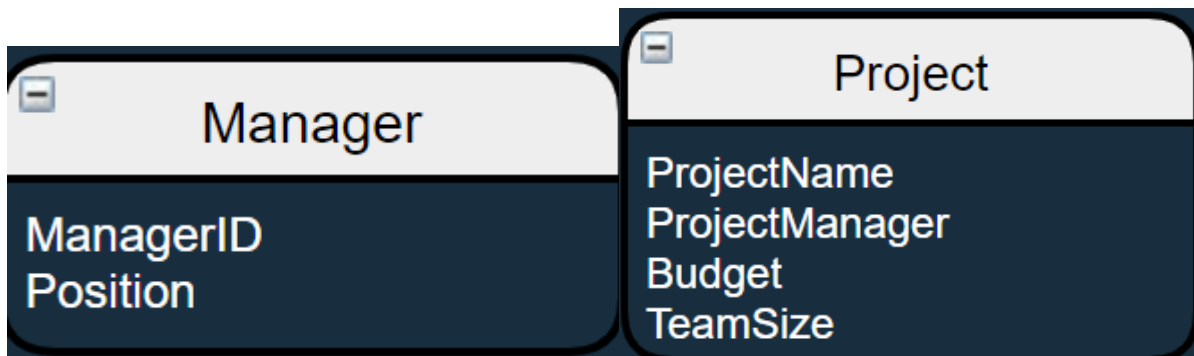 Manager
ManagerID
Position
Project
ProjectName
ProjectManager
Budget
TeamSize